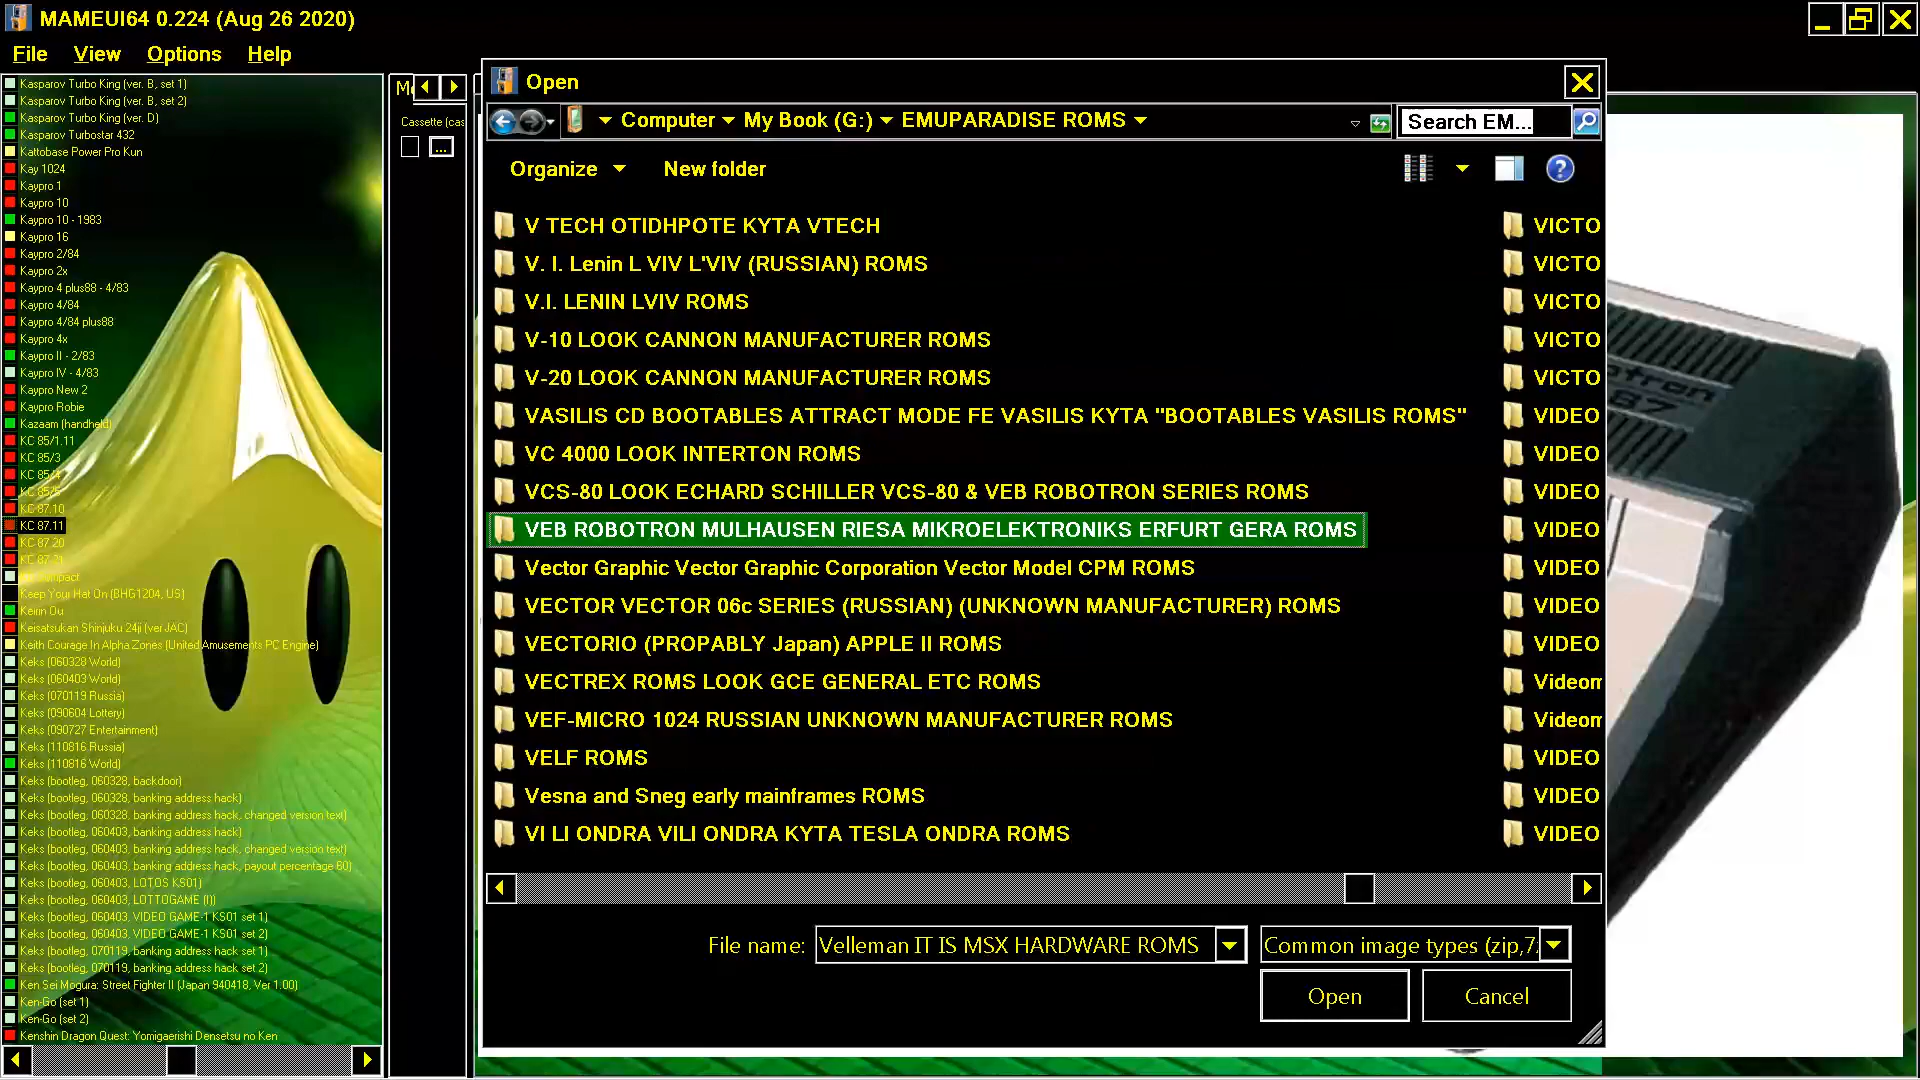 MAMEUI64 0.224 (Aug 26 2020)
File View Options Help
Kasparov Turbo King (ver. B, set 1)
Kasparov Turbo King (ver. B, set 2)
Kasparov Turbo King (ver. D)
Kasparov Turbostar 432
Kattobase Power Pro Kun
Kay 1024
Kaypro 1
Kaypro 10
Kaypro 10 - 1983
Kaypro 16
Kaypro 2/84
Kaypro 2x
Kaypro 4 plus88 - 4/83
Kaypro 4/84
Kaypro 4/84 plus88
Kaypro 4x
Kaypro II - 2/83
Kaypro IV - 4/83
Kaypro New 2
Kaypro Robie
Kazaam (handheld)
KC 85/1.11
KC 85/3
KC 85/4
KC 85/5
KC 87.10
KC 87.11
KC 87.20
KC 87.21
Keep Your Hat On (BHG1204, US)
Keirin Ou
Keisatsukan Shinjuku 24ji (ver JAC)
Keith Courage In Alpha Zones (United Amusements PC Engine)
Keks (060328 World)
Keks (060403 World)
Keks (070119 Russia)
Keks (090604 Lottery)
Keks (090727 Entertainment)
Keks (110816 Russia)
Keks (110816 World)
Keks (bootleg, 060328, backdoor)
Keks (bootleg, 060328, banking address hack)
Keks (bootleg, 060328, banking address hack, changed version text)
Keks (bootleg, 060403, banking address hack)
Keks (bootleg, 060403, banking address hack, changed version text)
Keks (bootleg, 060403, banking address hack, payout percentage 60)
Keks (bootleg, 060403, LOTOS KS01)
Keks (bootleg, 060403, LOTTOGAME (I))
Keks (bootleg, 060403, VIDEO GAME-1 KS01 set 1)
Keks (bootleg, 060403, VIDEO GAME-1 KS01 set 2)
Keks (bootleg, 070119, banking address hack set 1)
Keks (bootleg, 070119, banking address hack set 2)
Ken Sei Mogura: Street Fighter II (Japan 940418, Ver 1.00)
Ken-Go (set 1)
Ken-Go (set 2)
Kenshin Dragon Quest: Yomigaerishi Densetsu no Ken
Cassette (cas
...
Open
Computer My Book (G:) EMUPARADISE ROMS
Search EM...
Organize New folder
V TECH OTIDHPOTE KYTA VTECH
V. I. Lenin L VIV L'VIV (RUSSIAN) ROMS
V.I. LENIN LVIV ROMS
V-10 LOOK CANNON MANUFACTURER ROMS
V-20 LOOK CANNON MANUFACTURER ROMS
VASILIS CD BOOTABLES ATTRACT MODE FE VASILIS KYTA "BOOTABLES VASILIS ROMS"
VC 4000 LOOK INTERTON ROMS
VCS-80 LOOK ECHARD SCHILLER VCS-80 & VEB ROBOTRON SERIES ROMS
VEB ROBOTRON MULHAUSEN RIESA MIKROELEKTRONIKS ERFURT GERA ROMS
Vector Graphic Vector Graphic Corporation Vector Model CPM ROMS
VECTOR VECTOR 06c SERIES (RUSSIAN) (UNKNOWN MANUFACTURER) ROMS
VECTORIO (PROPABLY Japan) APPLE II ROMS
VECTREX ROMS LOOK GCE GENERAL ETC ROMS
VEF-MICRO 1024 RUSSIAN UNKNOWN MANUFACTURER ROMS
VELF ROMS
Vesna and Sneg early mainframes ROMS
VI LI ONDRA VILI ONDRA KYTA TESLA ONDRA ROMS
VICTO
VICTO
VICTO
VICTO
VICTO
VIDEO
VIDEO
VIDEO
VIDEO
VIDEO
VIDEO
VIDEO
Videom
Videom
VIDEO
VIDEO
VIDEO
File name: Velleman IT IS MSX HARDWARE ROMS
Common image types (zip,7z
Open Cancel
87